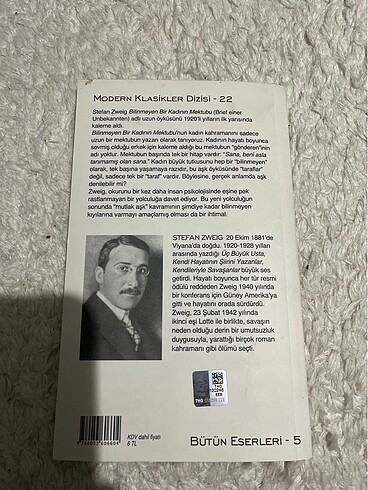 MODERN KLASİKLER DİZİSİ - 22
Stefan Zweig Bilinmeyen Bir Kadının Mektubu (Brief einer
Unbekannten) adlı uzun öyküsünü 1920'li yılların ilk yarısında
kaleme aldı.
Bilinmeyen Bir Kadının Mektubu'nun kadın kahramanını sadece
uzun bir mektubun yazarı olarak tanıyoruz. Kadının hayatı boyunca
sevmiş olduğu erkek için kaleme aldığı bu mektubun "gönderen"inin
adı yoktur. Mektubun başında tek bir hitap vardır: "Sana, beni asla
tanımamış olan sana." Kadın büyük tutkusunu hep bir "bilinmeyen"
olarak, tek başına yaşamaya razıdır, bu aşk öyküsünde "taraflar"
değil, sadece tek bir "taraf" vardır. Böylesine, gerçek anlamda aşk
denilebilir mi?
Zweig, okurunu bir kez daha insan psikolojisinde eşine pek
rastlanmayan bir yolculuğa davet ediyor. Bu yeni yolculuğun
sonunda "mutlak aşk" kavramının şimdiye kadar bilinmeyen
kıyılarına varmayı amaçlamış olması da bir ihtimal.
STEFAN ZWEIG 20 Ekim 1881'de
Viyana'da doğdu. 1920-1928 yılları
arasında yazdığı Üç Büyük Usta,
Kendi Hayatının Şiirini Yazanlar,
Kendileriyle Savaşanlar büyük ses
getirdi. Hayatı boyunca her tür resmi
ödülü reddeden Zweig 1940 yılında
bir konferans için Güney Amerika'ya
gitti ve hayatını orada sürdürdü.
Zweig, 23 Şubat 1942 yılında
ikinci eşi Lotte ile birlikte, savaşın
neden olduğu derin bir umutsuzluk
duygusuyla, yarattığı birçok roman
kahramanı gibi ölümü seçti.
KDV dahil fiyatı
6 TL
9 786053 606604
BÜTÜN ESERLERİ - 5